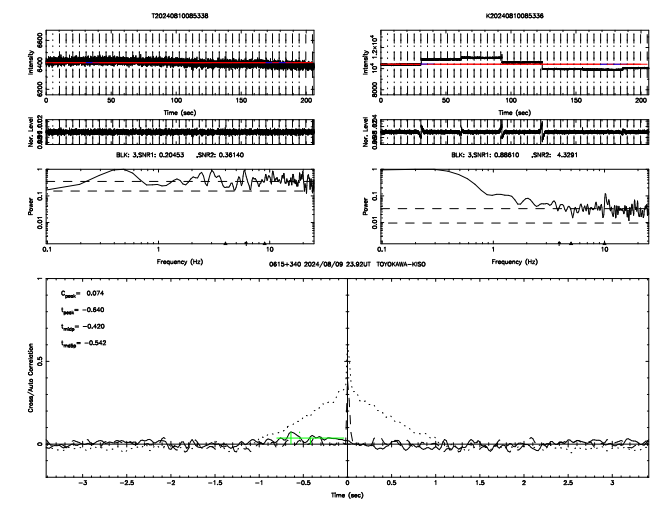 T20240810085338
K20240810085336
Intensity
6200 6400 6600
0 50 100 150 200
Time (sec)
Intensity
8000 10⁴ 1.2×10⁴
0 50 100 150 200
Time (sec)
Nor. Level
Nor. Level
BLK: 3,SNR1: 0.20453 ,SNR2: 0.36140
BLK: 3,SNR1: 0.88610 ,SNR2: 4.3291
Power
0.01 0.1
0.1 1 10
Frequency (Hz)
Power
0.01 0.1
0.1 1 10
Frequency (Hz)
0615+340 2024/08/09 23.92UT TOYOKAWA-KISO
C_peak= 0.074
t_peak= -0.640
t_midp= -0.420
Cross/Auto Correlation
0 0.5 1
-3 -2.5 -2 -1.5 -1 -0.5 0 0.5 1 1.5 2 2.5 3
Time (sec)